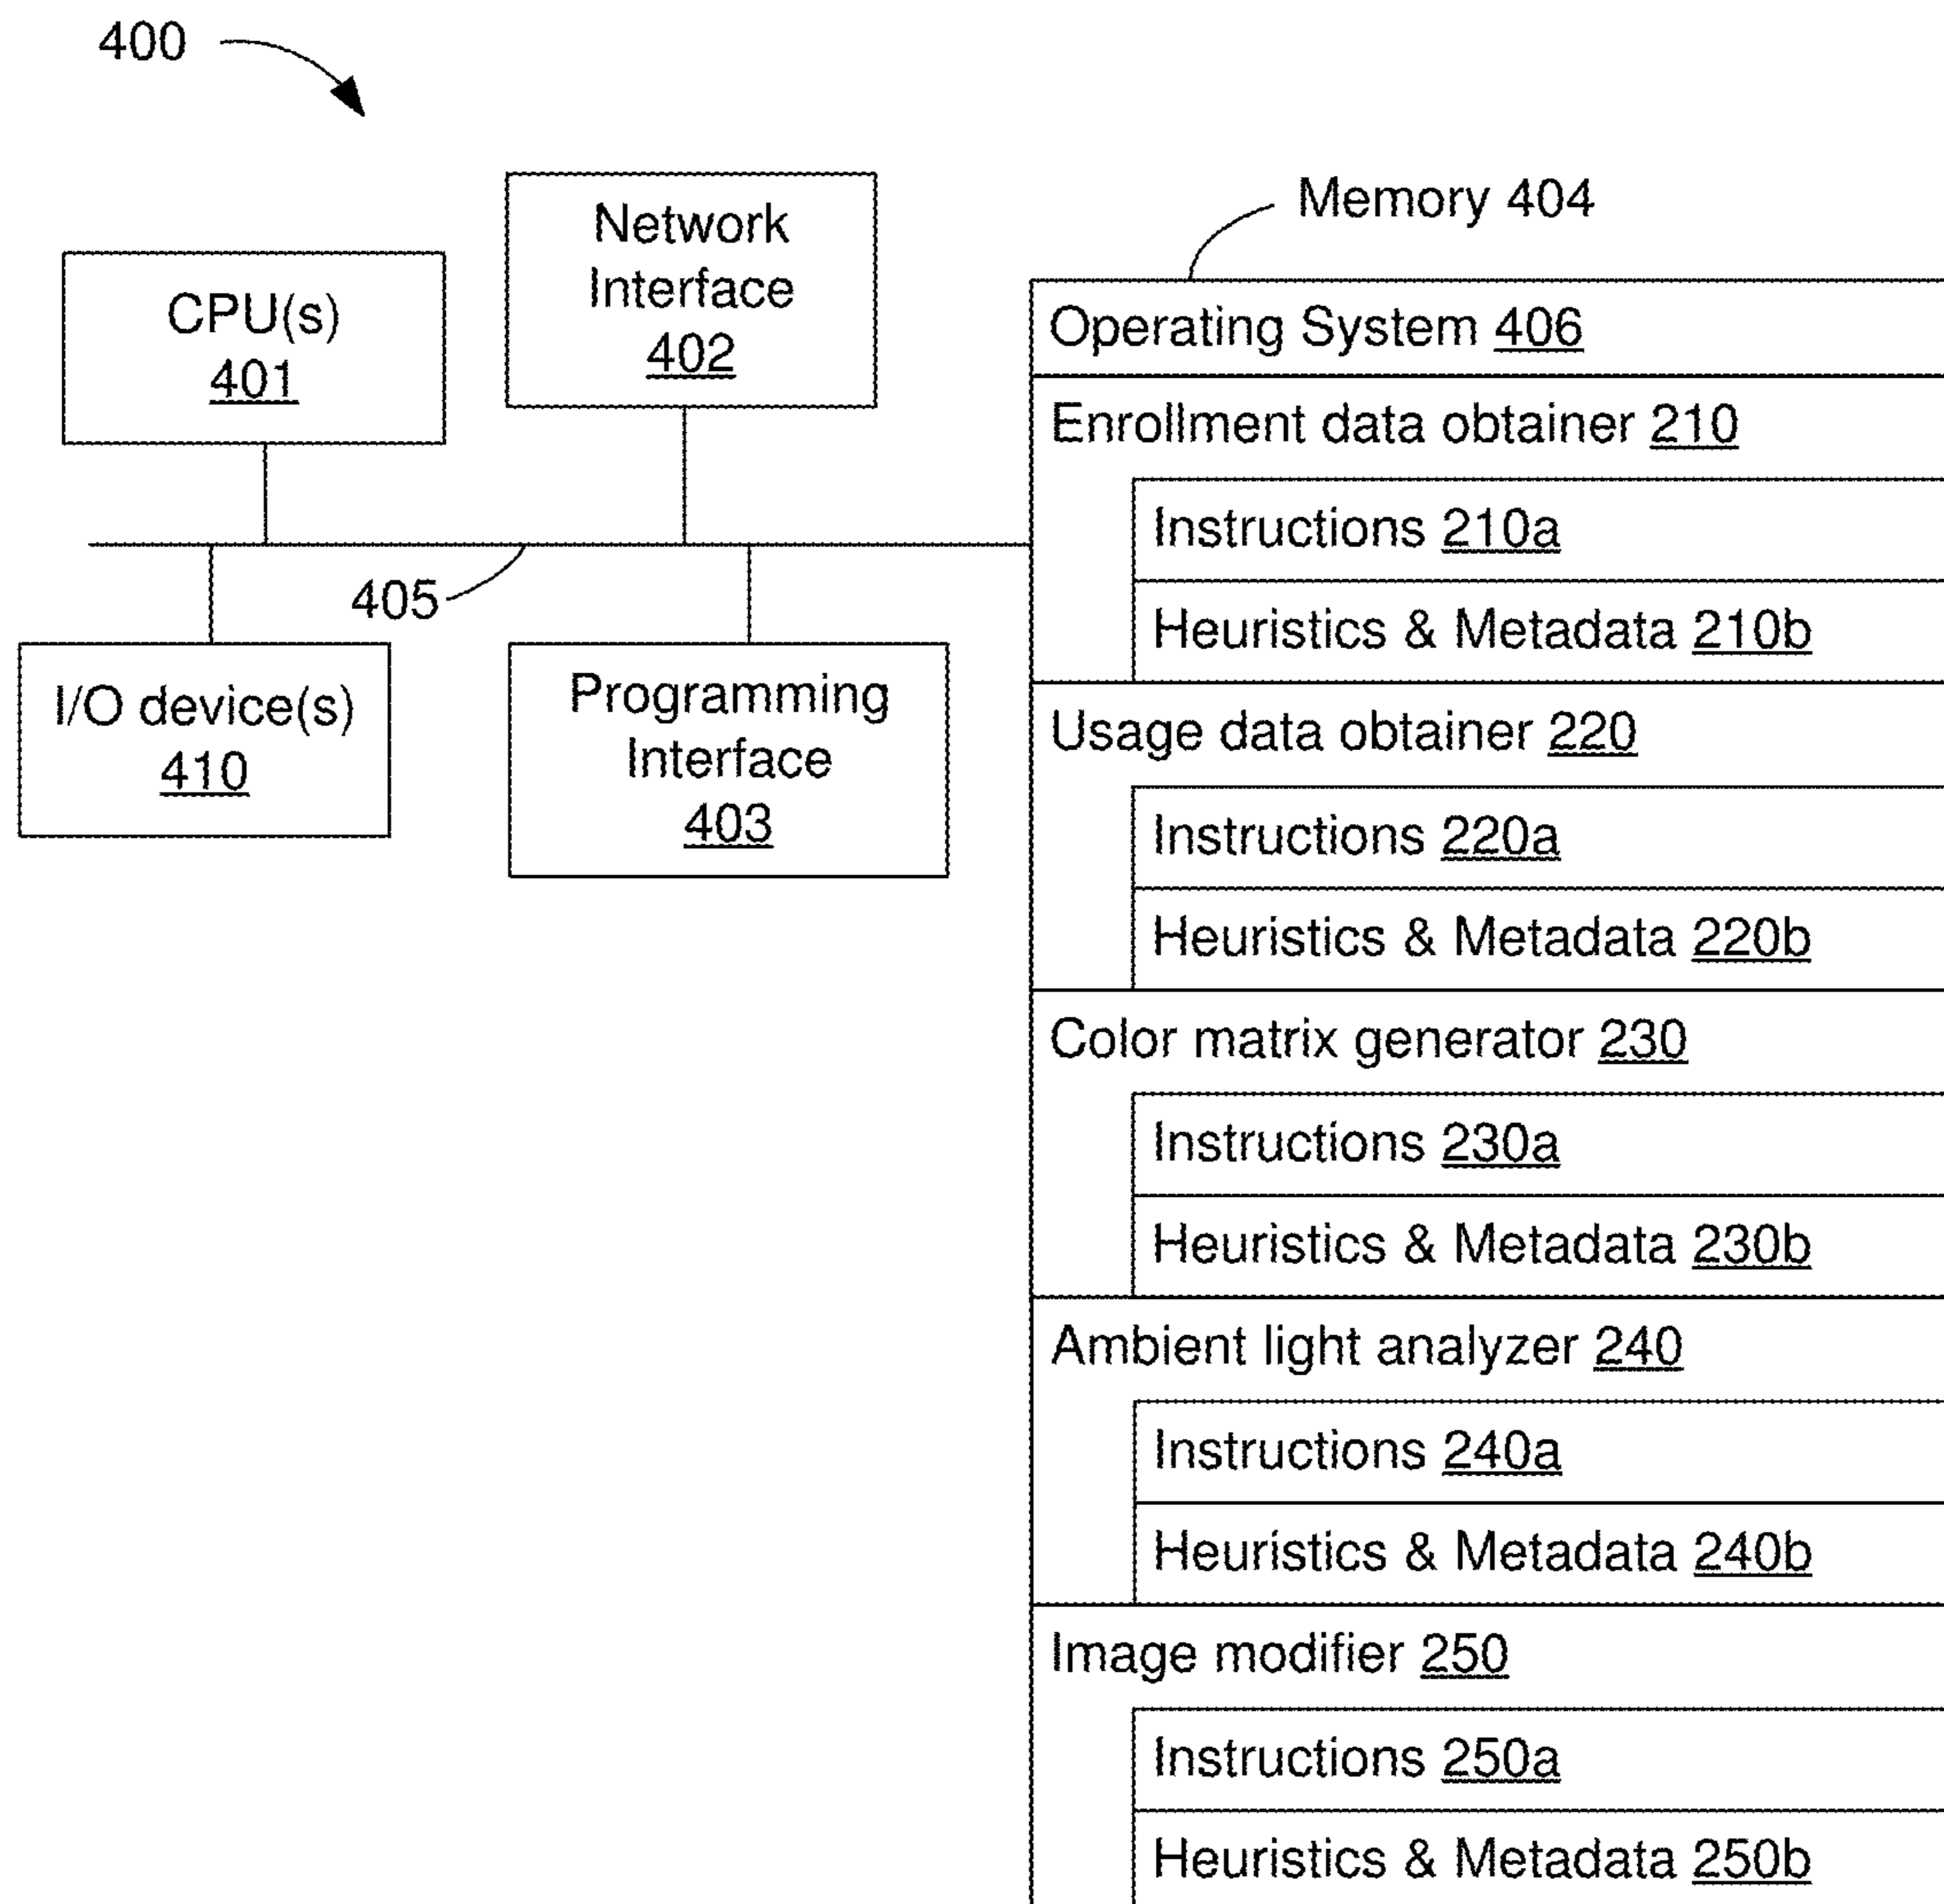 400
Network
Interface
402
CPU(s)
401
405
I/O device(s)
410
Programming
Interface
403
Memory 404
Operating System 406
Enrollment data obtainer 210
Instructions 210a
Heuristics & Metadata 210b
Usage data obtainer 220
Instructions 220a
Heuristics & Metadata 220b
Color matrix generator 230
Instructions 230a
Heuristics & Metadata 230b
Ambient light analyzer 240
Instructions 240a
Heuristics & Metadata 240b
Image modifier 250
Instructions 250a
Heuristics & Metadata 250b